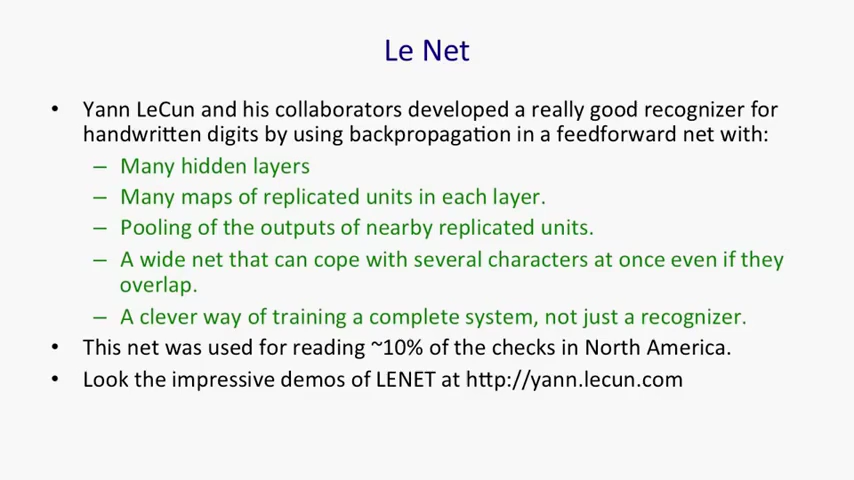 Le Net
• Yann LeCun and his collaborators developed a really good recognizer for
handwritten digits by using backpropagation in a feedforward net with:
– Many hidden layers
– Many maps of replicated units in each layer.
– Pooling of the outputs of nearby replicated units.
– A wide net that can cope with several characters at once even if they
overlap.
– A clever way of training a complete system, not just a recognizer.
• This net was used for reading ~10% of the checks in North America.
• Look the impressive demos of LENET at http://yann.lecun.com